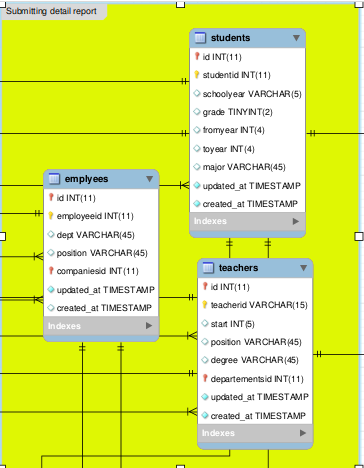 Submitting detail report
students
id INT(11)
studentid INT(11)
schoolyear VARCHAR(5)
grade TINYINT(2)
fromyear INT(4)
toyear INT(4)
major VARCHAR(45)
updated_at TIMESTAMP
created_at TIMESTAMP
Indexes
emplyees
id INT(11)
employeeid INT(11)
dept VARCHAR(45)
position VARCHAR(45)
companiesid INT(11)
updated_at TIMESTAMP
created_at TIMESTAMP
Indexes
teachers
id INT(11)
teacherid VARCHAR(15)
start INT(5)
position VARCHAR(45)
degree VARCHAR(45)
departementsid INT(11)
updated_at TIMESTAMP
created_at TIMESTAMP
Indexes